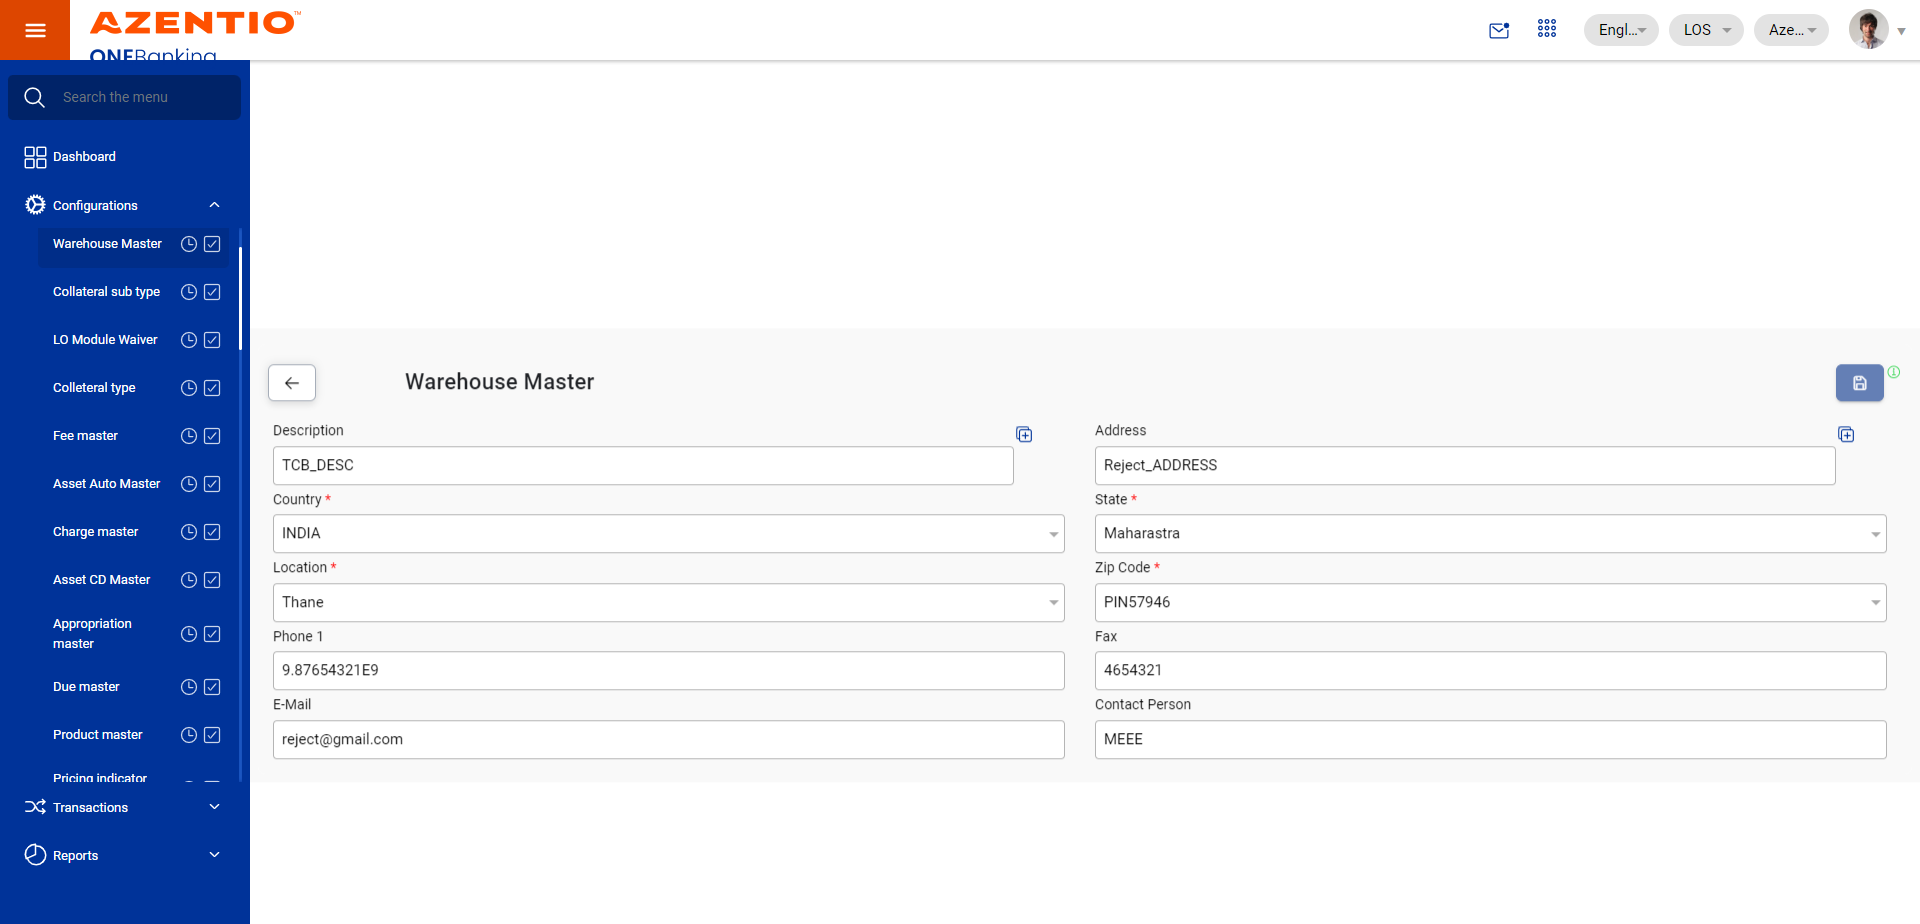 AZENTIO™
ONEBanking
Engl...
LOS
Aze...
Search the menu
Dashboard
Configurations
Warehouse Master
Collateral sub type
LO Module Waiver
Colleteral type
Fee master
Asset Auto Master
Charge master
Asset CD Master
Appropriation
master
Due master
Product master
Pricing indicator
Transactions
Reports
Warehouse Master
Description
TCB_DESC
Address
Reject_ADDRESS
Country *
INDIA
State *
Maharastra
Location *
Thane
Zip Code *
PIN57946
Phone 1
9.87654321E9
Fax
4654321
E-Mail
reject@gmail.com
Contact Person
MEEE